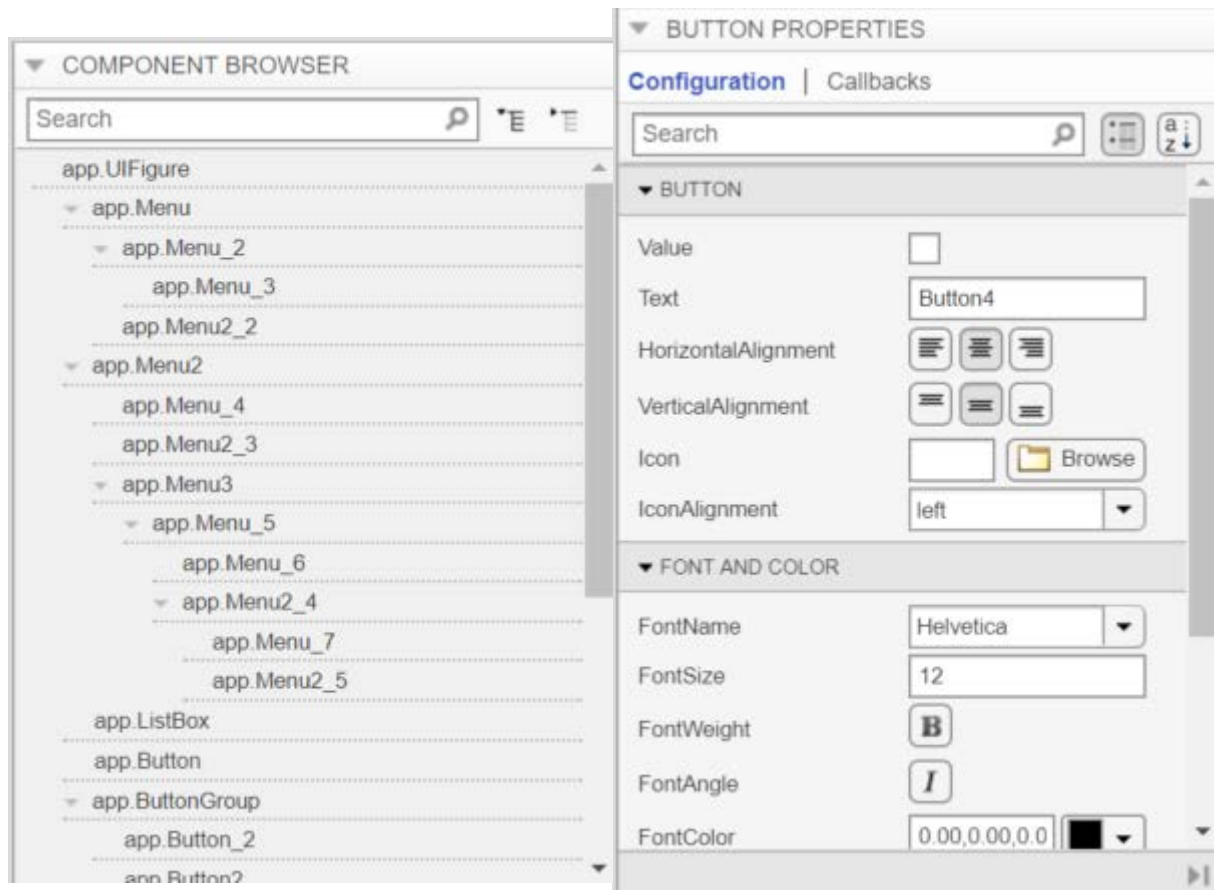 COMPONENT BROWSER
Search
app.UIFigure
app.Menu
app.Menu_2
app.Menu_3
app.Menu2_2
app.Menu2
app.Menu_4
app.Menu2_3
app.Menu3
app.Menu_5
app.Menu_6
app.Menu2_4
app.Menu_7
app.Menu2_5
app.ListBox
app.Button
app.ButtonGroup
app.Button_2
app.Button2
BUTTON PROPERTIES
Configuration | Callbacks
Search
a
z
BUTTON
Value
Text Button4
HorizontalAlignment
VerticalAlignment
Icon Browse
IconAlignment left
FONT AND COLOR
FontName Helvetica
FontSize 12
FontWeight B
FontAngle I
FontColor 0.00,0.00,0.0